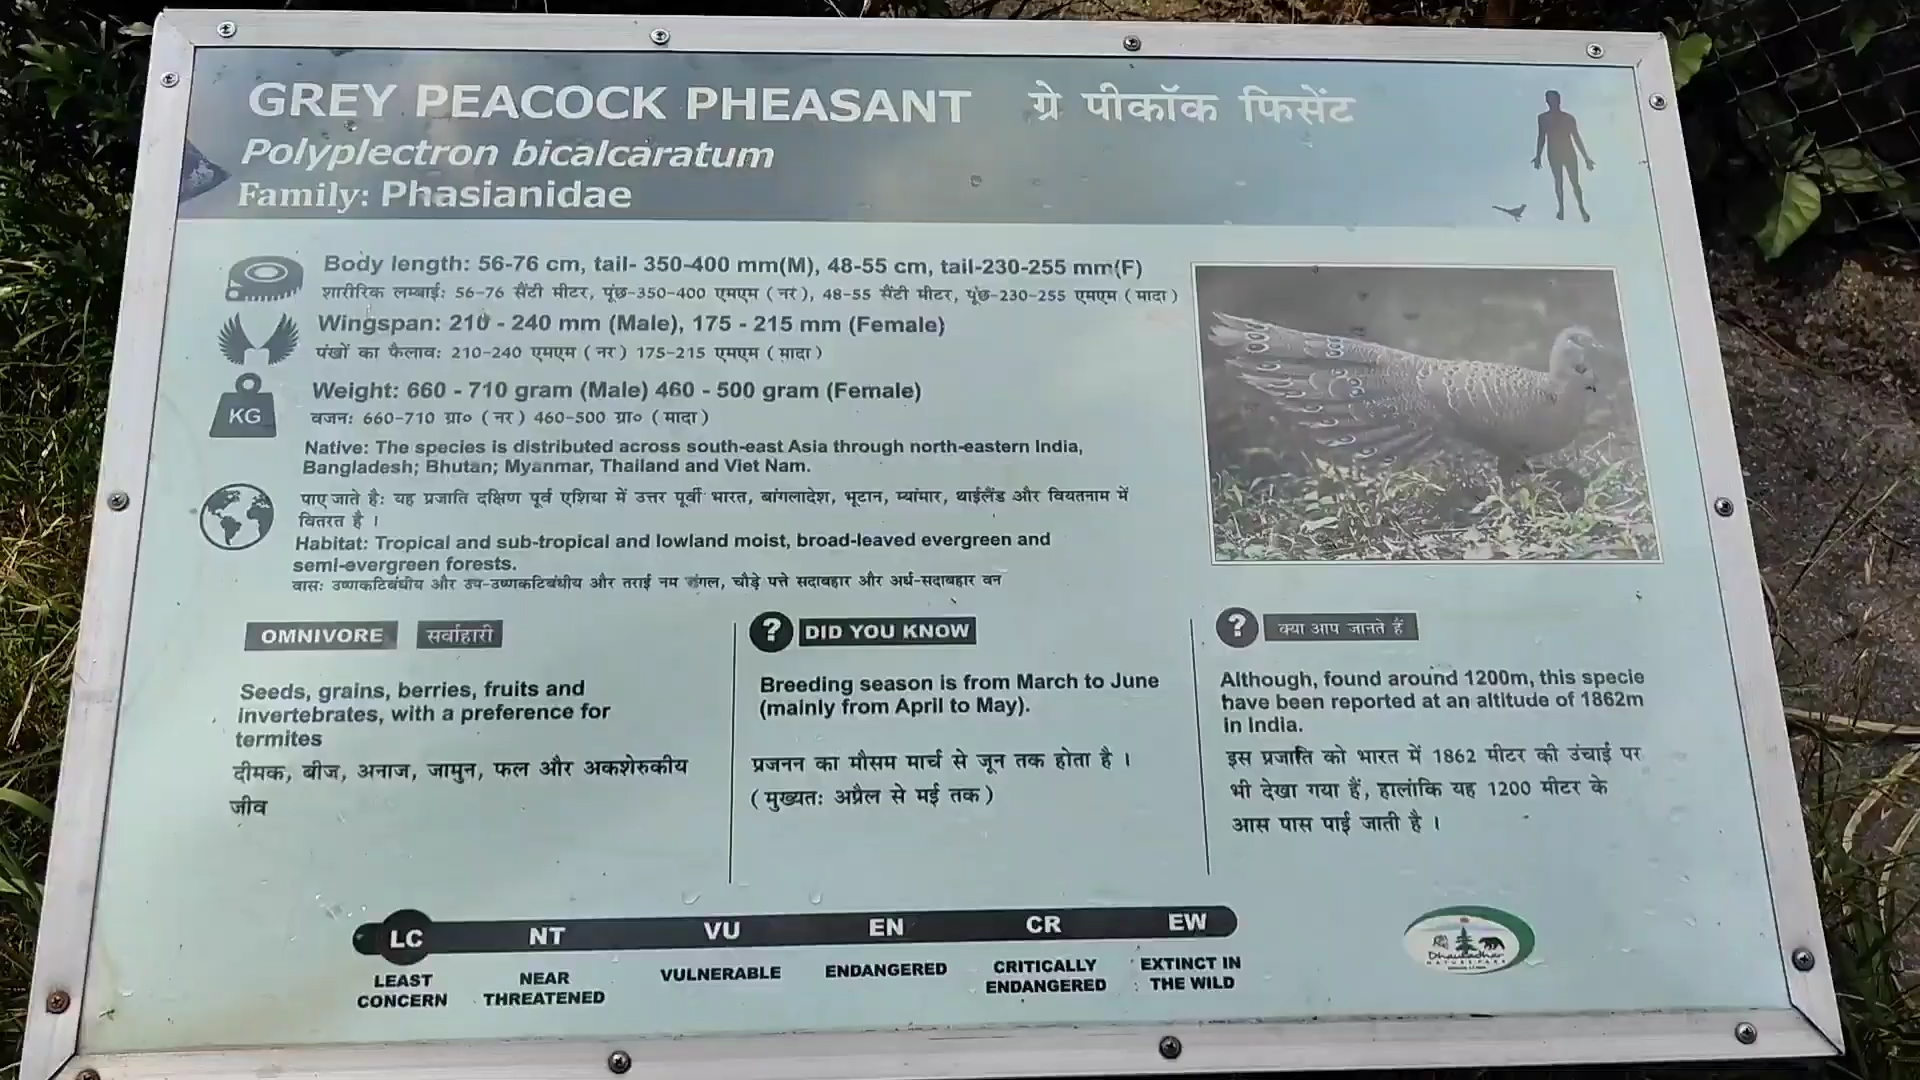 GREY PEACOCK PHEASANT ग्रे पीकॉक फिसेंट
Polyplectron bicalcaratum
Family: Phasianidae
Body length: 56-76 cm, tail- 350-400 mm(M), 48-55 cm, tail-230-255 mm(F)
शारीरिक लम्बाई: 56-76 सैंटी मीटर, पूंछ-350-400 एमएम ( नर ), 48-55 सैंटी मीटर, पूंछ-230-255 एमएम ( मादा )
Wingspan: 210 - 240 mm (Male), 175 - 215 mm (Female)
पंखों का फैलाव: 210-240 एमएम ( नर ) 175-215 एमएम ( मादा )
KG
Weight: 660 - 710 gram (Male) 460 - 500 gram (Female)
वजन: 660-710 ग्रा० ( नर ) 460-500 ग्रा० ( मादा )
Native: The species is distributed across south-east Asia through north-eastern India,
Bangladesh; Bhutan; Myanmar, Thailand and Viet Nam.
पाए जाते है: यह प्रजाति दक्षिण पूर्व एशिया में उत्तर पूर्वी भारत, बांगलादेश, भूटान, म्यांमार, थाईलैंड और वियतनाम में
वितरत है ।
Habitat: Tropical and sub-tropical and lowland moist, broad-leaved evergreen and
semi-evergreen forests.
वास: उष्णकटिबंधीय और उप-उष्णकटिबंधीय और तराई नम जंगल, चौड़े पत्ते सदाबहार और अर्ध-सदाबहार वन
OMNIVORE सर्वाहारी
Seeds, grains, berries, fruits and
invertebrates, with a preference for
termites
दीमक, बीज, अनाज, जामुन, फल और अकशेरुकीय
जीव
? DID YOU KNOW
Breeding season is from March to June
(mainly from April to May).
प्रजनन का मौसम मार्च से जून तक होता है ।
( मुख्यतः अप्रैल से मई तक )
? क्या आप जानते हैं
Although, found around 1200m, this specie
have been reported at an altitude of 1862m
in India.
इस प्रजाति को भारत में 1862 मीटर की उंचाई पर
भी देखा गया हैं, हालांकि यह 1200 मीटर के
आस पास पाई जाती है ।
LC NT VU EN CR EW
LEAST CONCERN
NEAR THREATENED
VULNERABLE
ENDANGERED
CRITICALLY ENDANGERED
EXTINCT IN THE WILD
Dhauladhar
NATURE PARK